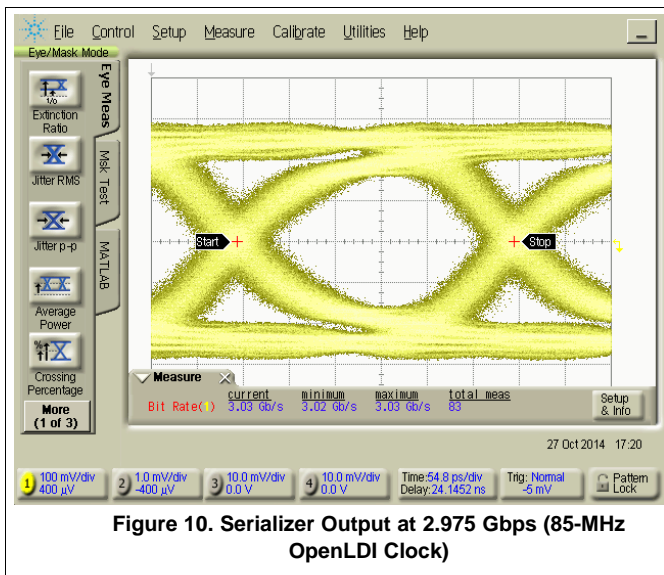 File Control Setup Measure Calibrate Utilities Help
Eye/Mask Mode
Extinction
Ratio
Jitter RMS
Jitter p-p
Average
Power
Crossing
Percentage
More
(1 of 3)
Eye Meas
Msk Test
MATLAB
Start
Stop
Measure
current minimum maximum total meas
Bit Rate(1) 3.03 Gb/s 3.02 Gb/s 3.03 Gb/s 83
Setup
& Info
27 Oct 2014 17:20
1 100 mV/div
400 µV
2 1.0 mV/div
-400 µV
3 10.0 mV/div
0.0 V
4 10.0 mV/div
0.0 V
Time:54.8 ps/div
Delay:24.1452 ns
Trig: Normal
-5 mV
Pattern
Lock
Figure 10. Serializer Output at 2.975 Gbps (85-MHz
OpenLDI Clock)